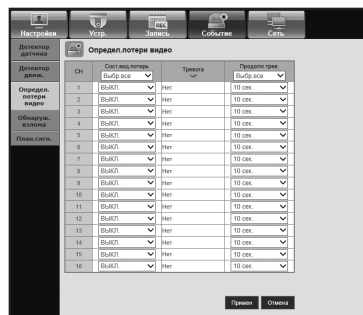 Настройки Устр. Запись Событие Сеть
REC
Детектор датчика
Детектор движ.
Определ. потери видео
Обнаруж. взлома
План.сигн.
Определ.потери видео
CH Сост.вид.потерь Тревога Продолж.трев.
Выбр.все Выбр.все
1 ВЫКЛ. Нет 10 сек.
2 ВЫКЛ. Нет 10 сек.
3 ВЫКЛ. Нет 10 сек.
4 ВЫКЛ. Нет 10 сек.
5 ВЫКЛ. Нет 10 сек.
6 ВЫКЛ. Нет 10 сек.
7 ВЫКЛ. Нет 10 сек.
8 ВЫКЛ. Нет 10 сек.
9 ВЫКЛ. Нет 10 сек.
10 ВЫКЛ. Нет 10 сек.
11 ВЫКЛ. Нет 10 сек.
12 ВЫКЛ. Нет 10 сек.
13 ВЫКЛ. Нет 10 сек.
14 ВЫКЛ. Нет 10 сек.
15 ВЫКЛ. Нет 10 сек.
16 ВЫКЛ. Нет 10 сек.
Примен Отмена